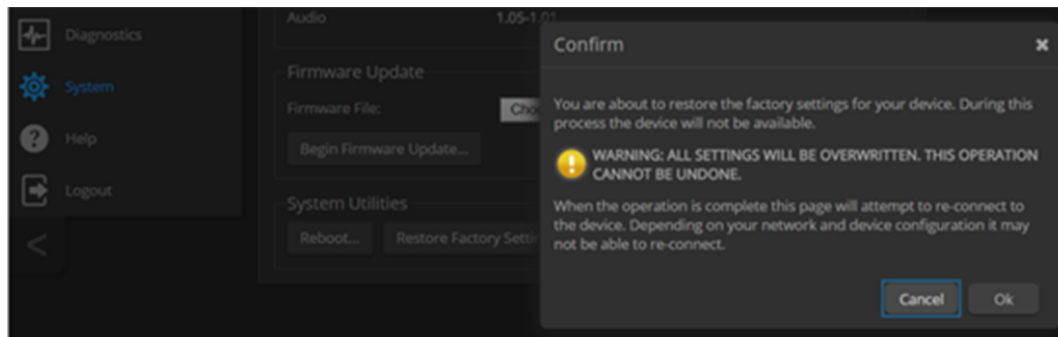 Diagnostics
System
Help
Logout
<
Audio 1.05-1.01
Firmware Update
Firmware File:
Begin Firmware Update...
System Utilities
Reboot...
Restore Factory
Confirm
You are about to restore the factory settings for your device. During this
process the device will not be available.
WARNING: ALL SETTINGS WILL BE OVERWRITTEN. THIS OPERATION
CANNOT BE UNDONE.
When the operation is complete this page will attempt to re-connect to
the device. Depending on your network and device configuration it may
not be able to re-connect.
Cancel
Ok